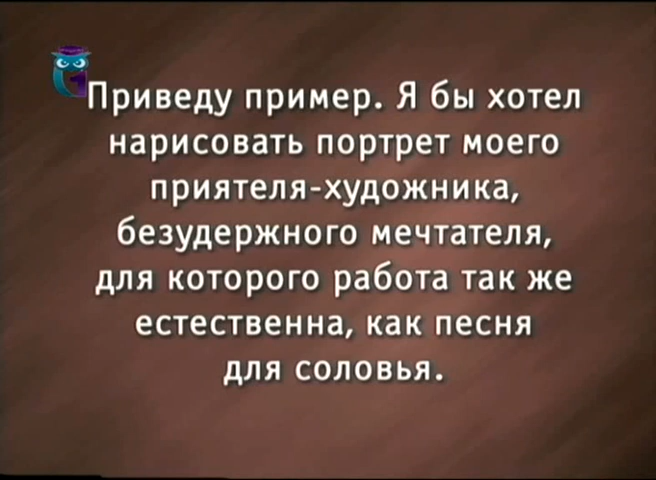 Приведу пример. Я бы хотел
нарисовать портрет моего
приятеля-художника,
безудержного мечтателя,
для которого работа так же
естественна, как песня
для соловья.